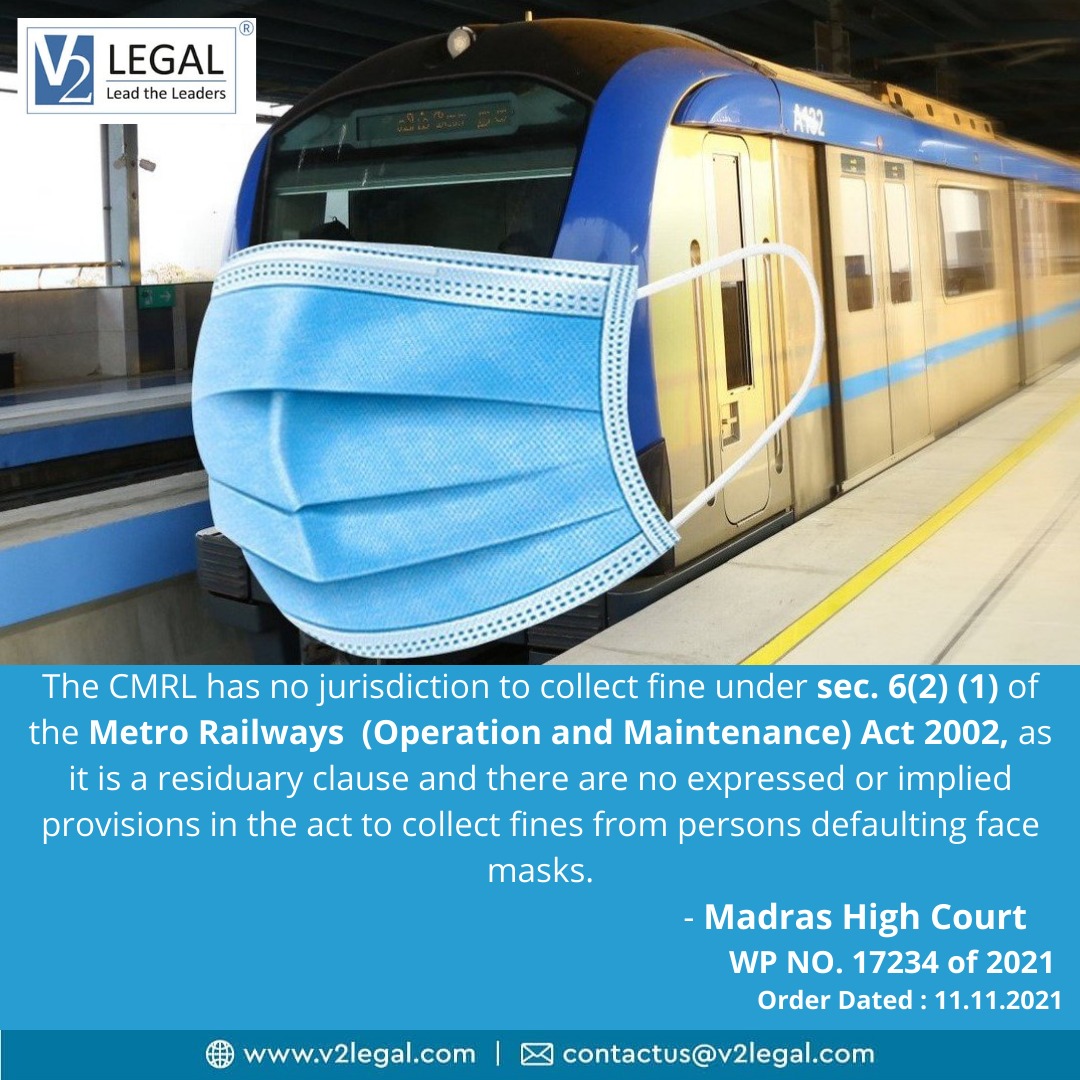 V2 LEGAL ®
Lead the Leaders
A102
The CMRL has no jurisdiction to collect fine under sec. 6(2) (1) of
the Metro Railways (Operation and Maintenance) Act 2002, as
it is a residuary clause and there are no expressed or implied
provisions in the act to collect fines from persons defaulting face
masks.
- Madras High Court
WP NO. 17234 of 2021
Order Dated : 11.11.2021
www.v2legal.com | contactus@v2legal.com